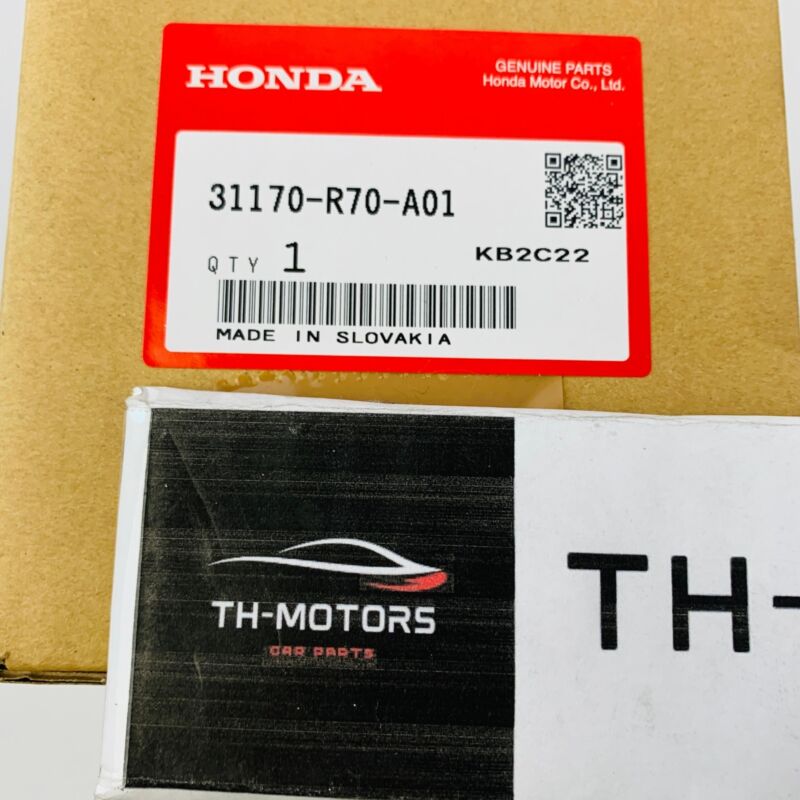 HONDA
GENUINE PARTS
Honda Motor Co., Ltd.
31170-R70-A01
QTY 1
KB2C22
MADE IN SLOVAKIA
TH-MOTORS
CAR PARTS
TH-